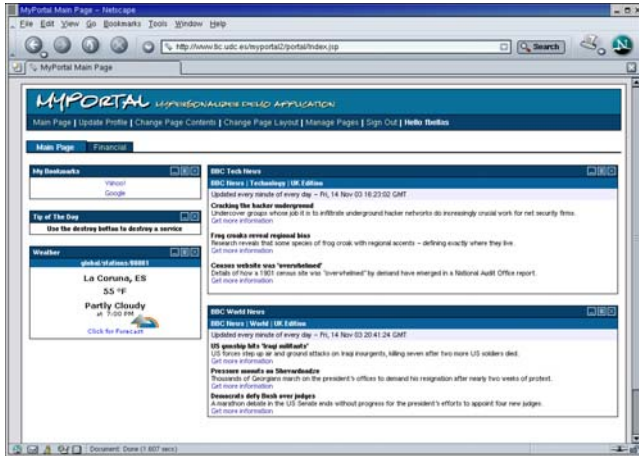 MyPortal Main Page - Netscape
File Edit View Go Bookmarks Tools Window Help
http://www.tic.udc.es/myportal2/portal/Index.jsp
Search
N
MyPortal Main Page
MYPORTAL MYPERSONALIZER DEMO APPLICATION
Main Page | Update Profile | Change Page Contents | Change Page Layout | Manage Pages | Sign Out | Hello fbellas
Main Page Financial
My Bookmarks
Yahoo!
Google
Tip of The Day
Use the destroy button to destroy a service
Weather
global/stations/08001
La Coruna, ES
55 °F
Partly Cloudy
at 7:00 PM
Click for Forecast
BBC Tech News
BBC News | Technology | UK Edition
Updated every minute of every day - Fri, 14 Nov 03 16:23:02 GMT
Cracking the hacker underground
Undercover groups whose job it is to infiltrate underground hacker networks do increasingly crucial work for net security firms.
Get more information
Frog croaks reveal regional bias
Research reveals that some species of frog croak with regional accents - defining exactly where they live.
Get more information
Census website was 'overwhelmed'
Details of how a 1901 census site was "overwhelmed" by demand have emerged in a National Audit Office report.
Get more information
BBC World News
BBC News | World | UK Edition
Updated every minute of every day - Fri, 14 Nov 03 20:41:24 GMT
US gunship hits 'Iraqi militants'
US forces step up air and ground attacks on Iraqi insurgents, killing seven after two more US soldiers died.
Get more information
Pressure mounts on Shevardnadze
Thousands of Georgians march on the president's offices to demand his resignation after nearly two weeks of protest.
Get more information
Democrats defy Bush over judges
A marathon debate in the US Senate ends without progress for the president's efforts to appoint four new judges.
Get more information
Document: Done (1.607 secs)